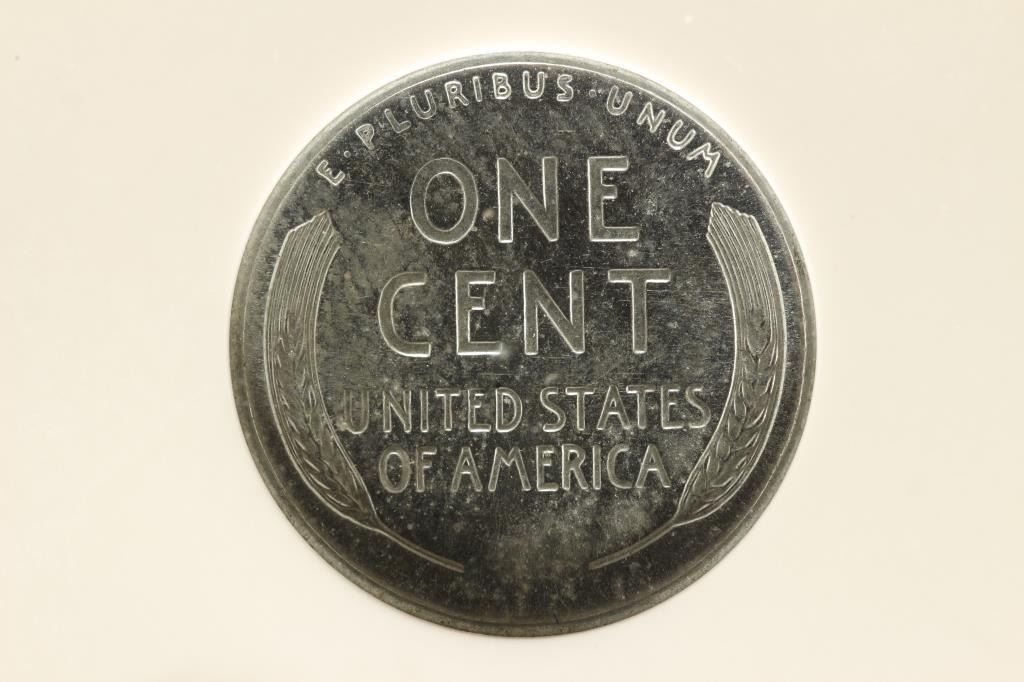 E · PLURIBUS · UNUM
ONE
CENT
UNITED STATES
OF AMERICA